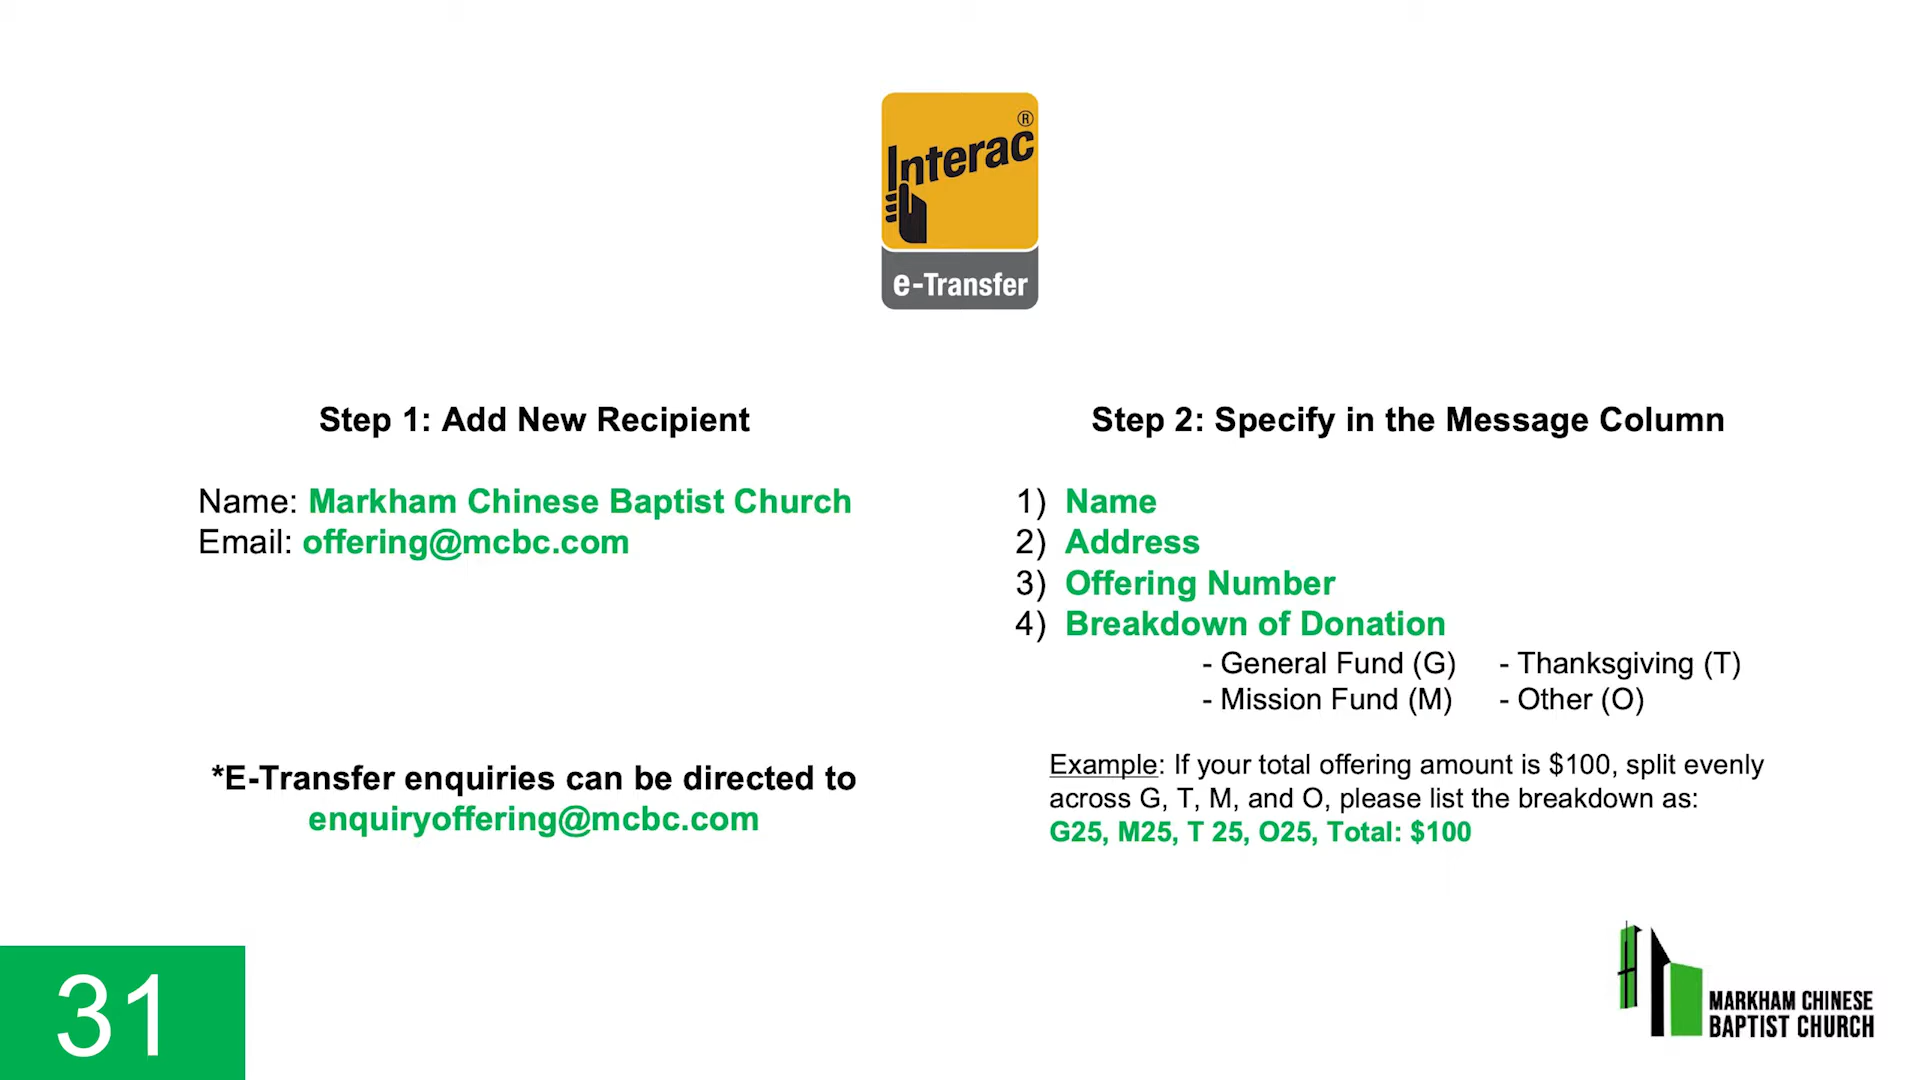 Interac®
e-Transfer
Step 1: Add New Recipient
Name: Markham Chinese Baptist Church
Email: offering@mcbc.com
*E-Transfer enquiries can be directed to
enquiryoffering@mcbc.com
Step 2: Specify in the Message Column
1) Name
2) Address
3) Offering Number
4) Breakdown of Donation
- General Fund (G) - Thanksgiving (T)
- Mission Fund (M) - Other (O)
Example: If your total offering amount is $100, split evenly
across G, T, M, and O, please list the breakdown as:
G25, M25, T 25, O25, Total: $100
31
MARKHAM CHINESE
BAPTIST CHURCH